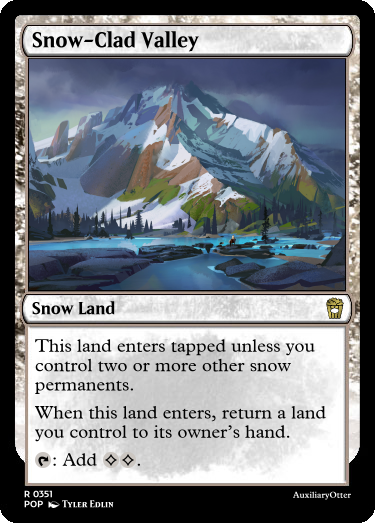 Snow-Clad Valley
Snow Land
This land enters tapped unless you
control two or more other snow
permanents.
When this land enters, return a land
you control to its owner's hand.
: Add .
R 0351
POP Tyler Edlin
AuxiliaryOtter